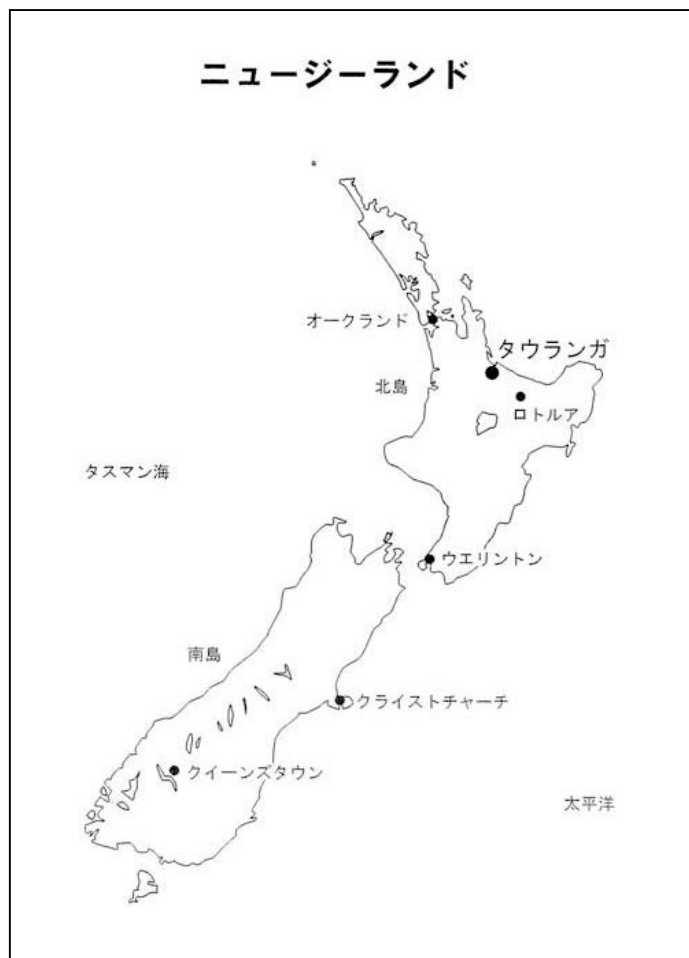 ニュージーランド
オークランド
タウランガ
北島
ロトルア
タスマン海
ウエリントン
南島
クライストチャーチ
クイーンズタウン
太平洋